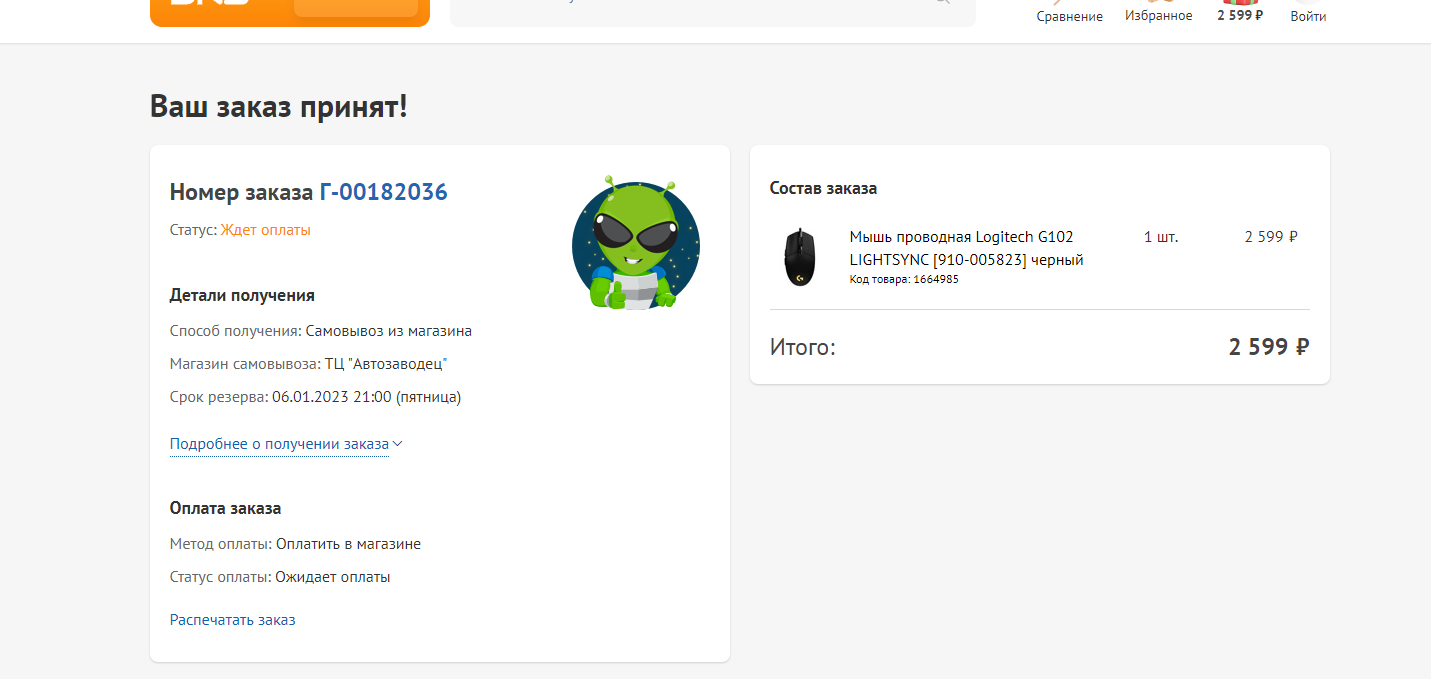 Сравнение
Избранное
2 599 ₽
Войти
Ваш заказ принят!
Номер заказа Г-00182036
Статус: Ждет оплаты
Детали получения
Способ получения: Самовывоз из магазина
Магазин самовывоза: ТЦ "Автозаводец"
Срок резерва: 06.01.2023 21:00 (пятница)
Подробнее о получении заказа
Оплата заказа
Метод оплаты: Оплатить в магазине
Статус оплаты: Ожидает оплаты
Распечатать заказ
Состав заказа
Мышь проводная Logitech G102 1 шт. 2 599 ₽
LIGHTSYNC [910-005823] черный
Код товара: 1664985
Итого: 2 599 ₽